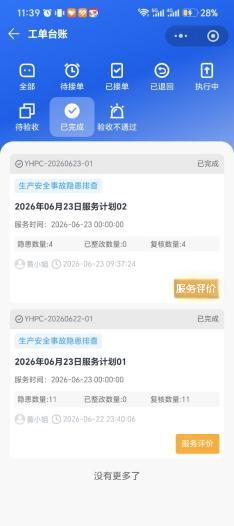 11:39
28%
工单台账
全部
待接单
已接单
已退回
执行中
待验收
已完成
验收不通过
YHPC-20260623-01
已完成
生产安全事故隐患排查
2026年06月23日服务计划02
服务时间：2026-06-23 00:00:00
隐患数量:4 已整改数量:0 复核数量:4
苗小姐 2026-06-23 09:37:24
服务评价
YHPC-20260622-01
已完成
生产安全事故隐患排查
2026年06月23日服务计划01
服务时间：2026-06-23 00:00:00
隐患数量:11 已整改数量:0 复核数量:11
苗小姐 2026-06-22 23:40:06
服务评价
没有更多了